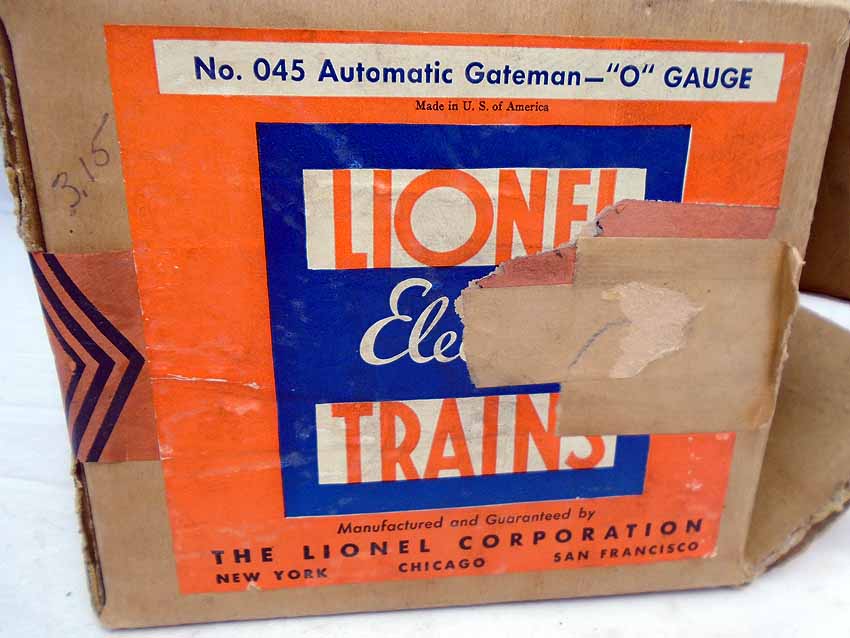 No. 045 Automatic Gateman—"O" GAUGE
Made in U. S. of America
3.15
LIONEL
Ele
TRAINS
Manufactured and Guaranteed by
THE LIONEL CORPORATION
NEW YORK CHICAGO SAN FRANCISCO